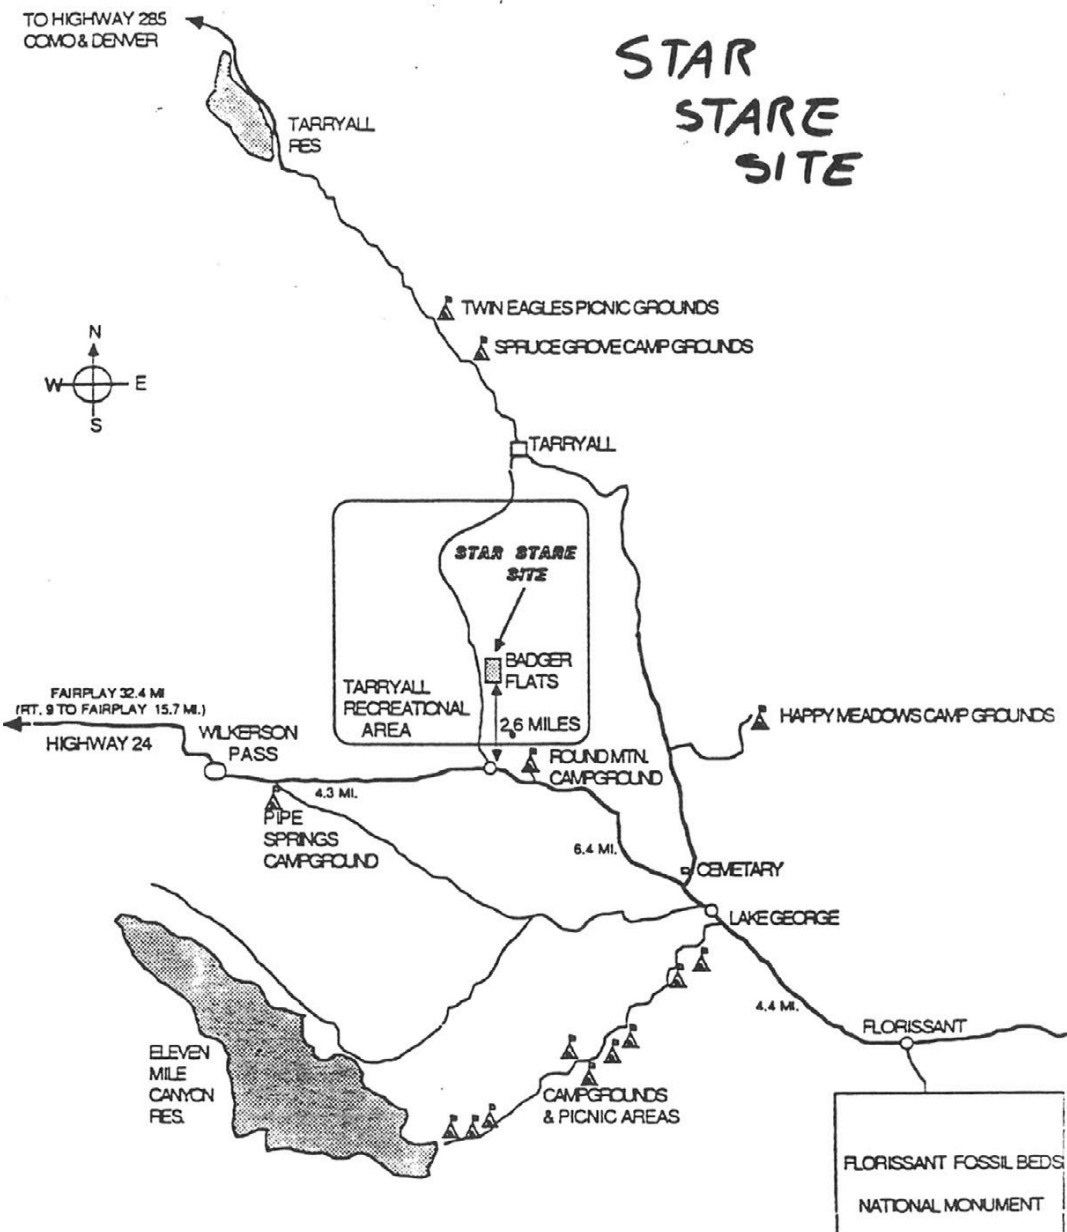 TO HIGHWAY 285
COMO & DENVER
STAR
STARE
SITE
TARRYALL
RES
TWIN EAGLES PICNIC GROUNDS
SPRUCE GROVE CAMP GROUNDS
N
W
E
S
TARRYALL
STAR STARE
SITE
BADGER
FLATS
TARRYALL
RECREATIONAL
AREA
2.6 MILES
FAIRPLAY 32.4 MI
(RT. 9 TO FAIRPLAY 15.7 MI.)
HIGHWAY 24
WILKERSON
PASS
HAPPY MEADOWS CAMP GROUNDS
ROUND MTN.
CAMPGROUND
4.3 MI.
PIPE
SPRINGS
CAMPGROUND
6.4 MI.
CEMETARY
LAKE GEORGE
4.4 MI.
FLORISSANT
ELEVEN
MILE
CANYON
RES.
CAMPGROUNDS
& PICNIC AREAS
FLORISSANT FOSSIL BEDS
NATIONAL MONUMENT